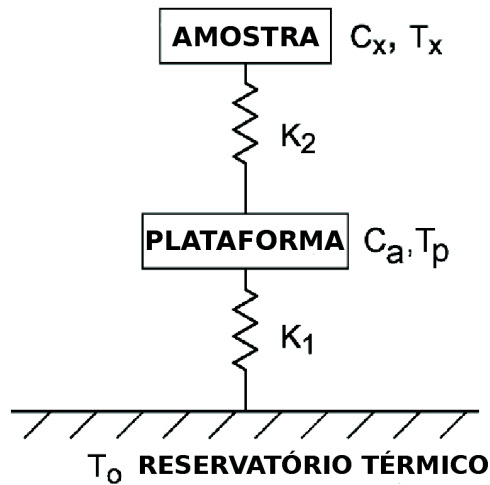 AMOSTRA Cx, Tx
K2
PLATAFORMA Ca,Tp
K1
To RESERVATÓRIO TÉRMICO